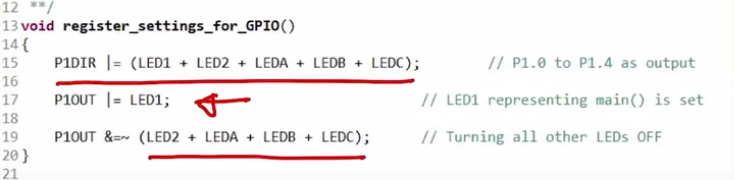 12 **/
13 void register_settings_for_GPIO()
14 {
15 P1DIR |= (LED1 + LED2 + LEDA + LEDB + LEDC); // P1.0 to P1.4 as output
16
17 P1OUT |= LED1; // LED1 representing main() is set
18
19 P1OUT &=~ (LED2 + LEDA + LEDB + LEDC); // Turning all other LEDs OFF
20 }
21